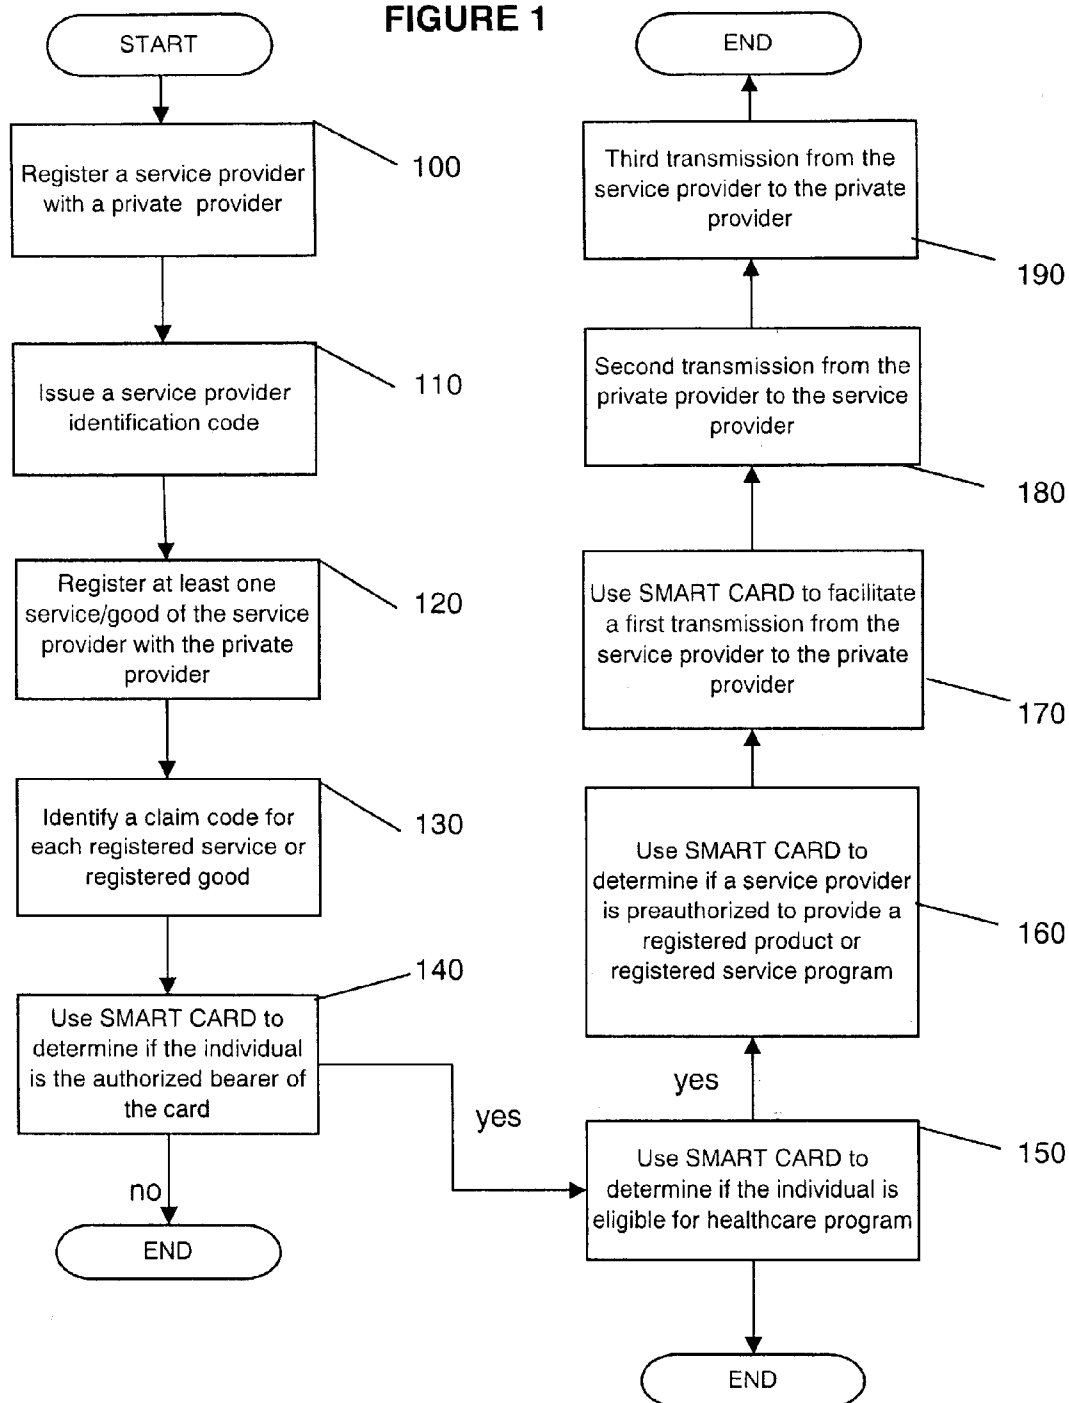 FIGURE 1
START
Register a service provider
with a private provider
100
Issue a service provider
identification code
110
Register at least one
service/good of the service
provider with the private
provider
120
Identify a claim code for
each registered service or
registered good
130
Use SMART CARD to
determine if the individual
is the authorized bearer of
the card
140
no
END
yes
Use SMART CARD to
determine if the individual is
eligible for healthcare program
150
END
yes
Use SMART CARD to
determine if a service provider
is preauthorized to provide a
registered product or
registered service program
160
Use SMART CARD to facilitate
a first transmission from the
service provider to the private
provider
170
Second transmission from the
private provider to the service
provider
180
Third transmission from the
service provider to the private
provider
190
END